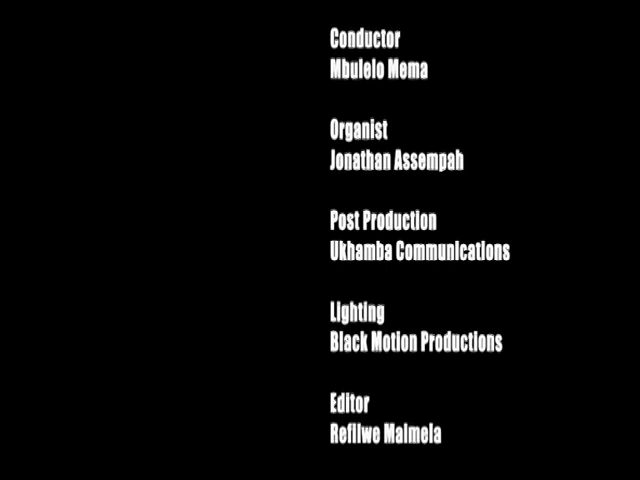 Conductor
Mbulelo Mema
Organist
Jonathan Assempah
Post Production
Ukhamba Communications
Lighting
Black Motion Productions
Editor
Refilwe Malmela